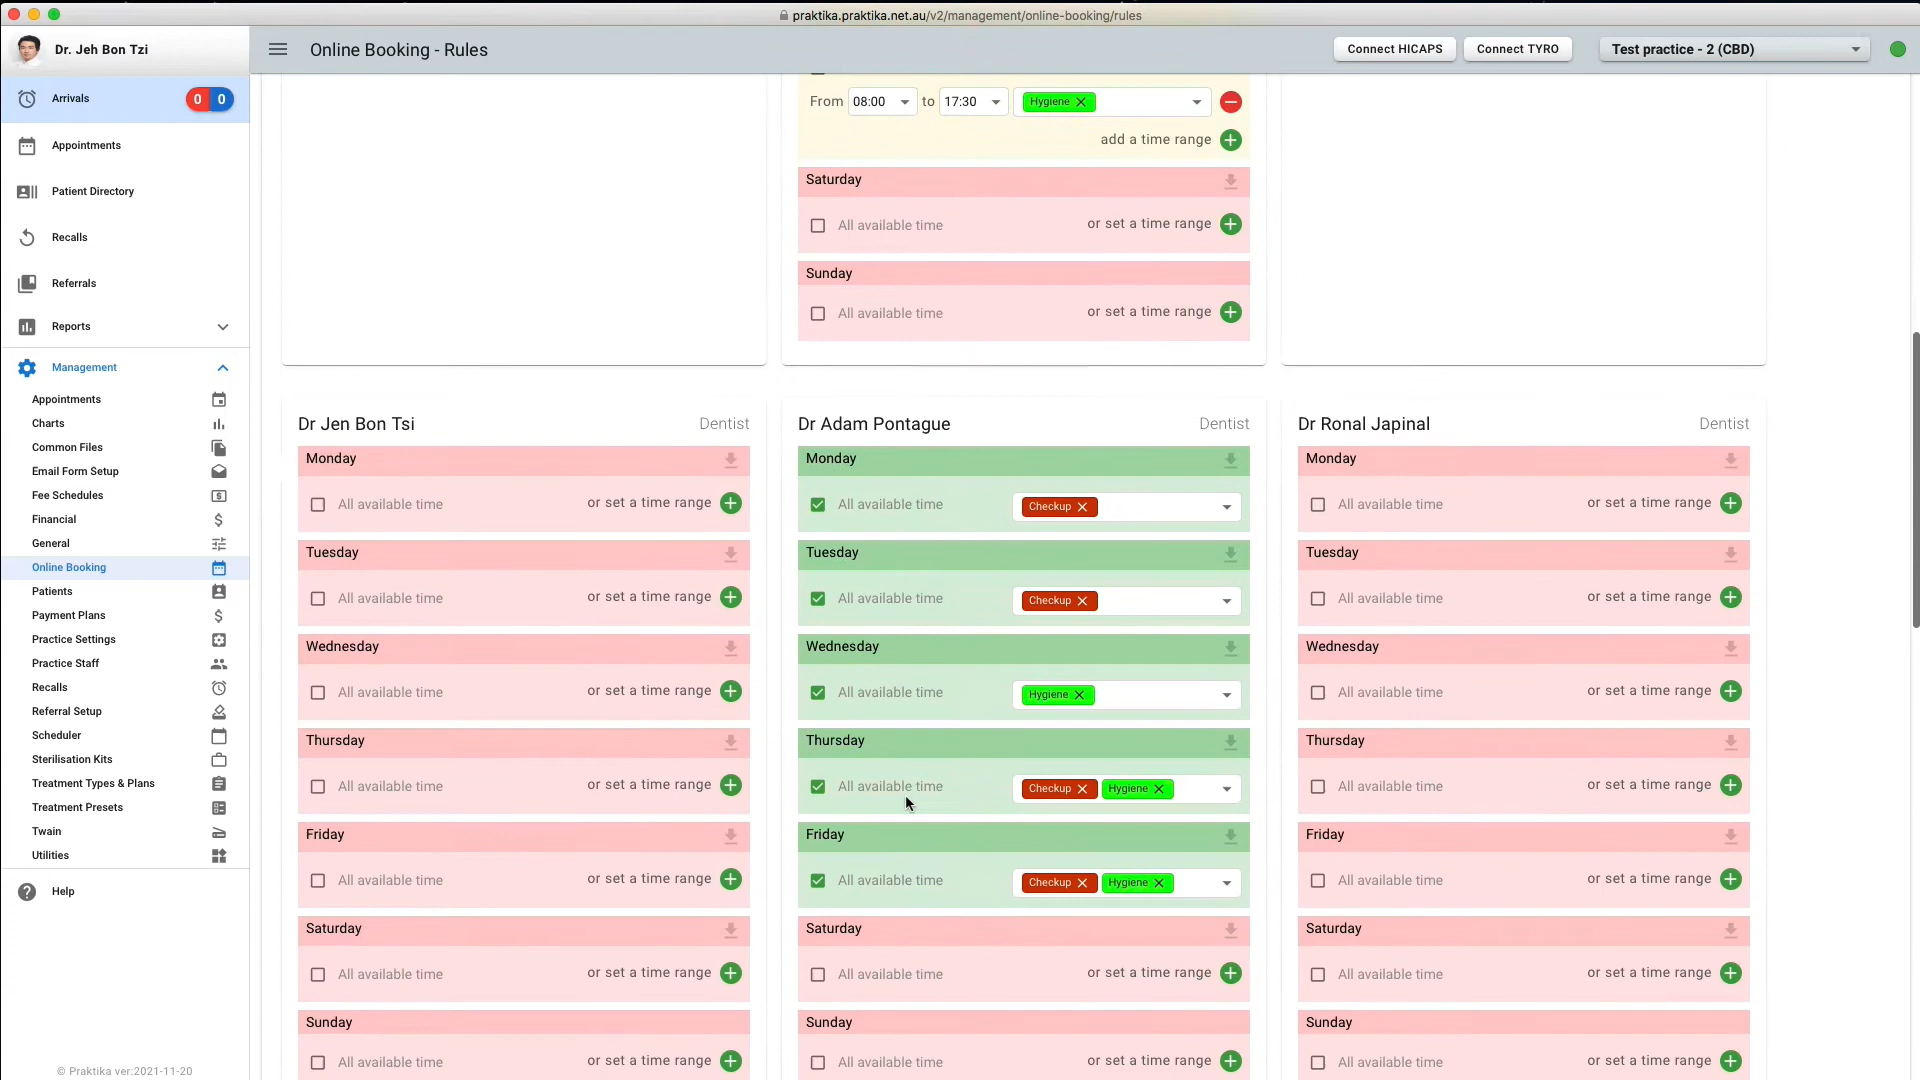 praktika.praktika.net.au/v2/management/online-booking/rules
Dr. Jeh Bon Tzi
Online Booking - Rules
Connect HICAPS
Connect TYRO
Test practice - 2 (CBD)
Arrivals
0 0
Appointments
Patient Directory
Recalls
Referrals
Reports
Management
Appointments
Charts
Common Files
Email Form Setup
Fee Schedules
Financial
General
Online Booking
Patients
Payment Plans
Practice Settings
Practice Staff
Recalls
Referral Setup
Scheduler
Sterilisation Kits
Treatment Types & Plans
Treatment Presets
Twain
Utilities
Help
© Praktika ver:2021-11-20
From 08:00 to 17:30 Hygiene
add a time range
Saturday
All available time or set a time range
Sunday
All available time or set a time range
Dr Jen Bon Tsi Dentist
Monday
All available time or set a time range
Tuesday
All available time or set a time range
Wednesday
All available time or set a time range
Thursday
All available time or set a time range
Friday
All available time or set a time range
Saturday
All available time or set a time range
Sunday
All available time or set a time range
Dr Adam Pontague Dentist
Monday
All available time Checkup
Tuesday
All available time Checkup
Wednesday
All available time Hygiene
Thursday
All available time Checkup Hygiene
Friday
All available time Checkup Hygiene
Saturday
All available time or set a time range
Sunday
All available time or set a time range
Dr Ronal Japinal Dentist
Monday
All available time or set a time range
Tuesday
All available time or set a time range
Wednesday
All available time or set a time range
Thursday
All available time or set a time range
Friday
All available time or set a time range
Saturday
All available time or set a time range
Sunday
All available time or set a time range